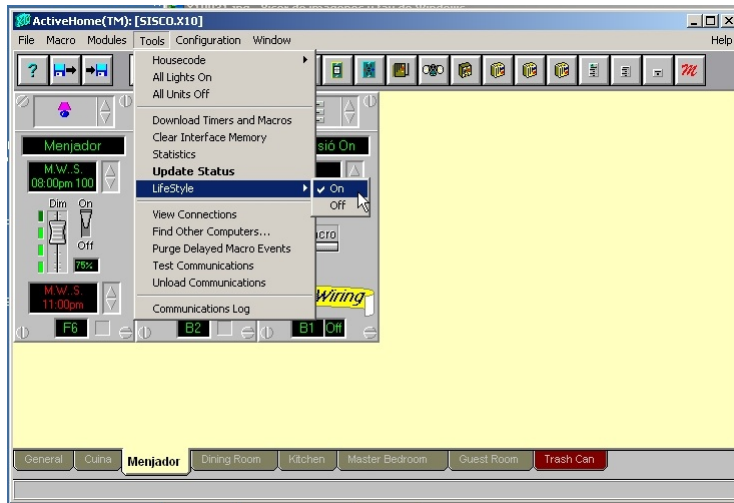 ActiveHome(TM): [SISCO.X10]
File Macro Modules Tools Configuration Window Help
Housecode
All Lights On
All Units Off
Download Timers and Macros
Clear Interface Memory
Statistics
Update Status
LifeStyle
On
Off
View Connections
Find Other Computers...
Purge Delayed Macro Events
Test Communications
Unload Communications
Communications Log
Menjador
M.W..S.
08:00pm 100
Dim On
Off
75%
M.W..S.
11:00pm
F6
B2
sió On
acro
Wiring
B1 Off
General Cuina Menjador Dining Room Kitchen Master Bedroom Guest Room Trash Can